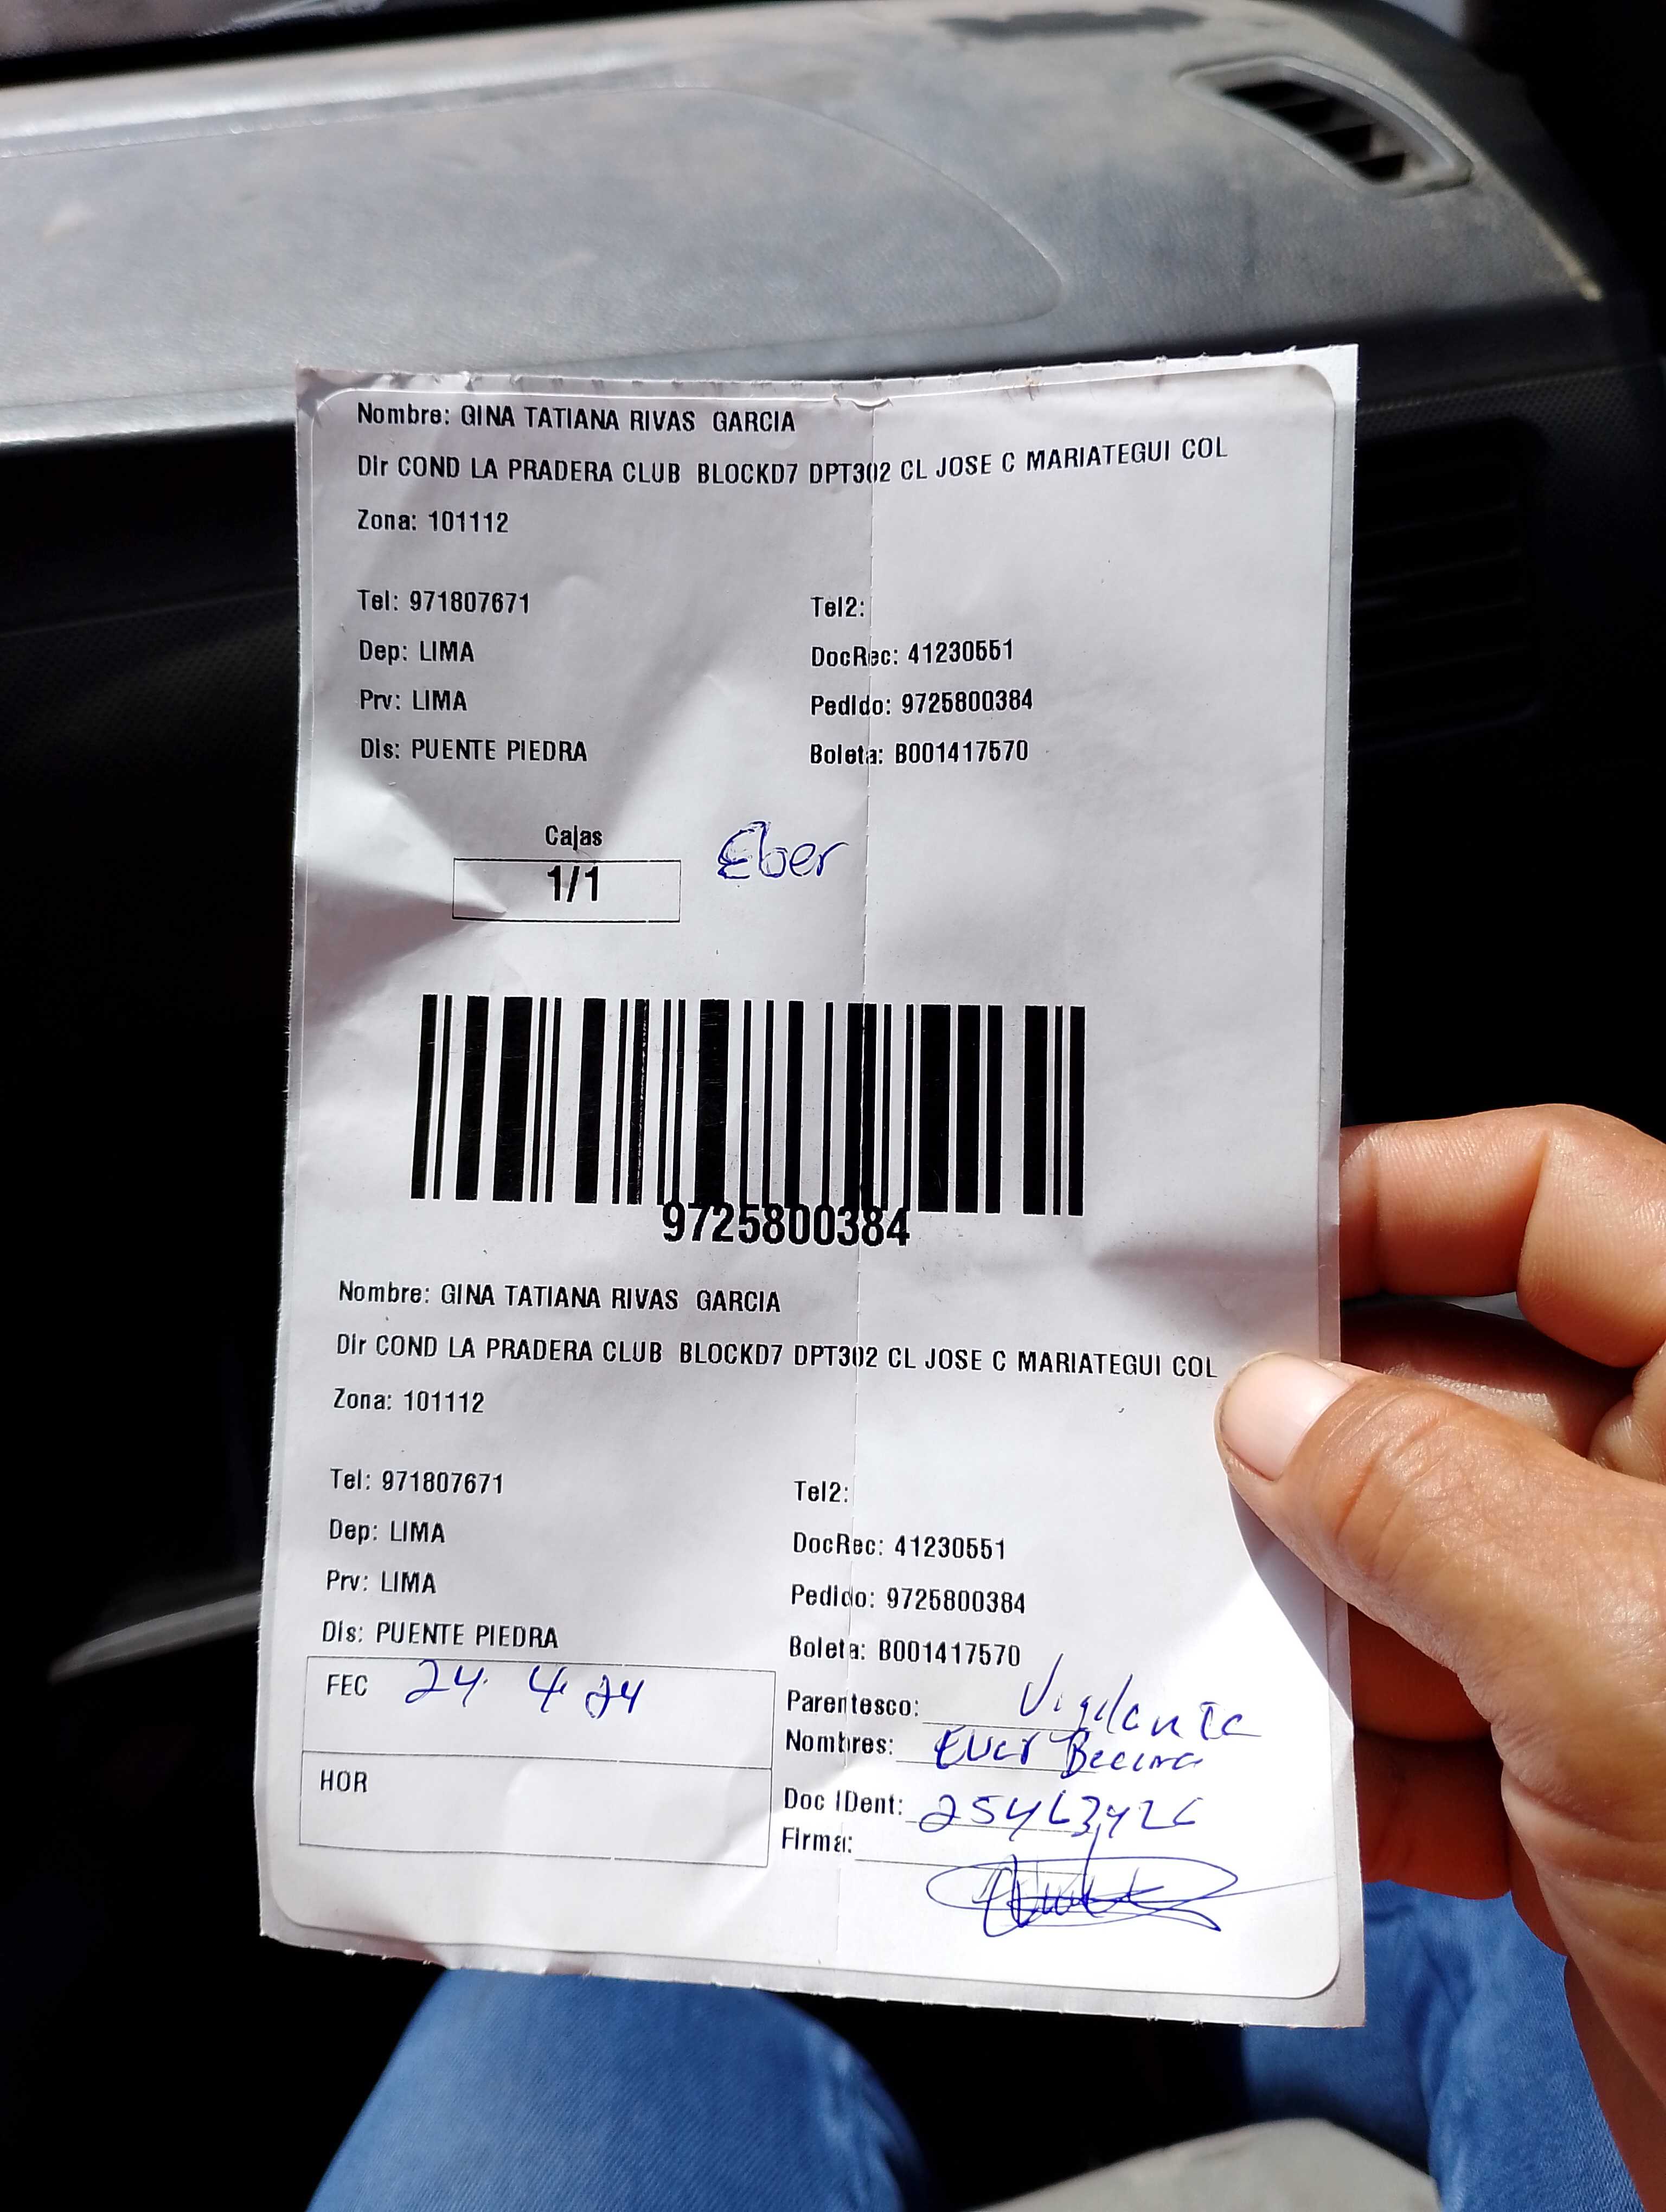 Nombre: GINA TATIANA RIVAS GARCIA
Dir COND LA PRADERA CLUB BLOCKD7 DPT302 CL JOSE C MARIATEGUI COL
Zona: 101112
Tel: 971807671 Tel2:
Dep: LIMA DocRec: 41230551
Prv: LIMA Pedido: 9725800384
Dis: PUENTE PIEDRA Boleta: B001417570
Cajas
1/1 Eber
9725800384
Nombre: GINA TATIANA RIVAS GARCIA
Dir COND LA PRADERA CLUB BLOCKD7 DPT302 CL JOSE C MARIATEGUI COL
Zona: 101112
Tel: 971807671 Tel2:
Dep: LIMA DocRec: 41230551
Prv: LIMA Pedido: 9725800384
Dis: PUENTE PIEDRA Boleta: B001417570
FEC 24 4 24 Parentesco: Vigilante
Nombres: Ever
HOR Doc IDent:
Firma: